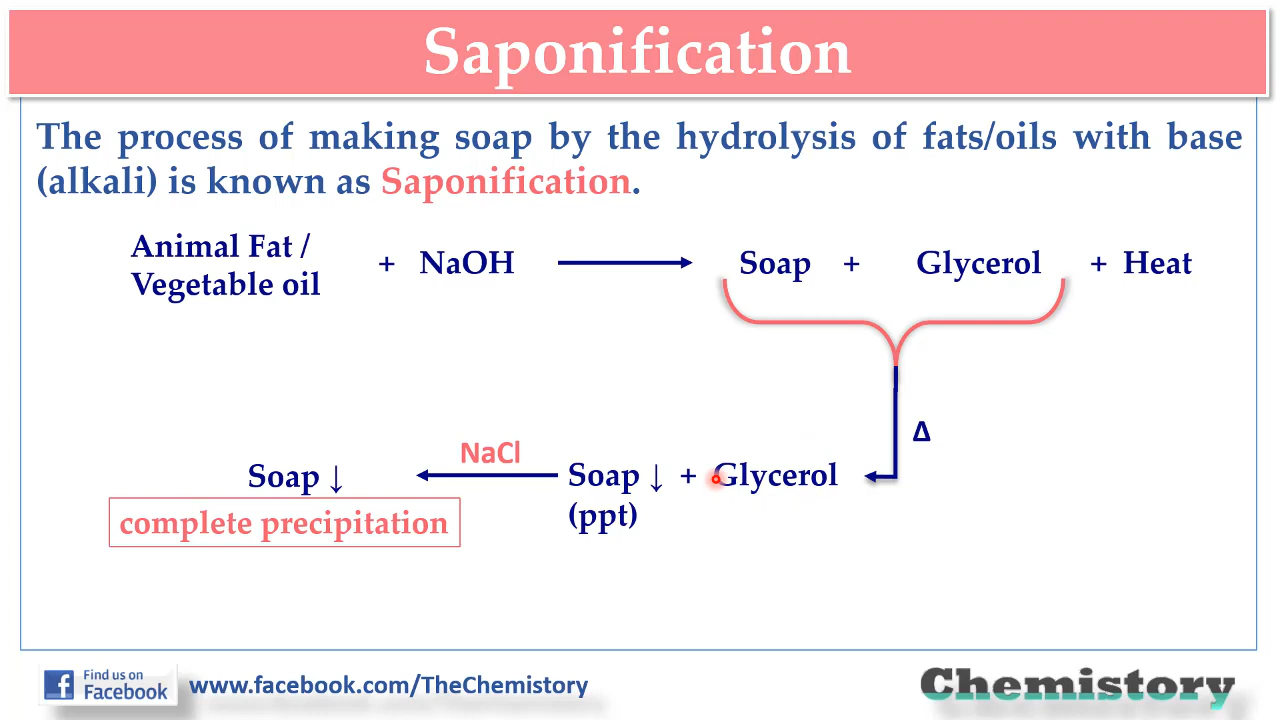 Saponification
The process of making soap by the hydrolysis of fats/oils with base
(alkali) is known as Saponification.
Animal Fat /
Vegetable oil + NaOH Soap + Glycerol + Heat
Δ
NaCl
Soap ↓ Soap ↓ + Glycerol
(ppt)
complete precipitation
Find us on
Facebook
www.facebook.com/TheChemistory
Chemistory